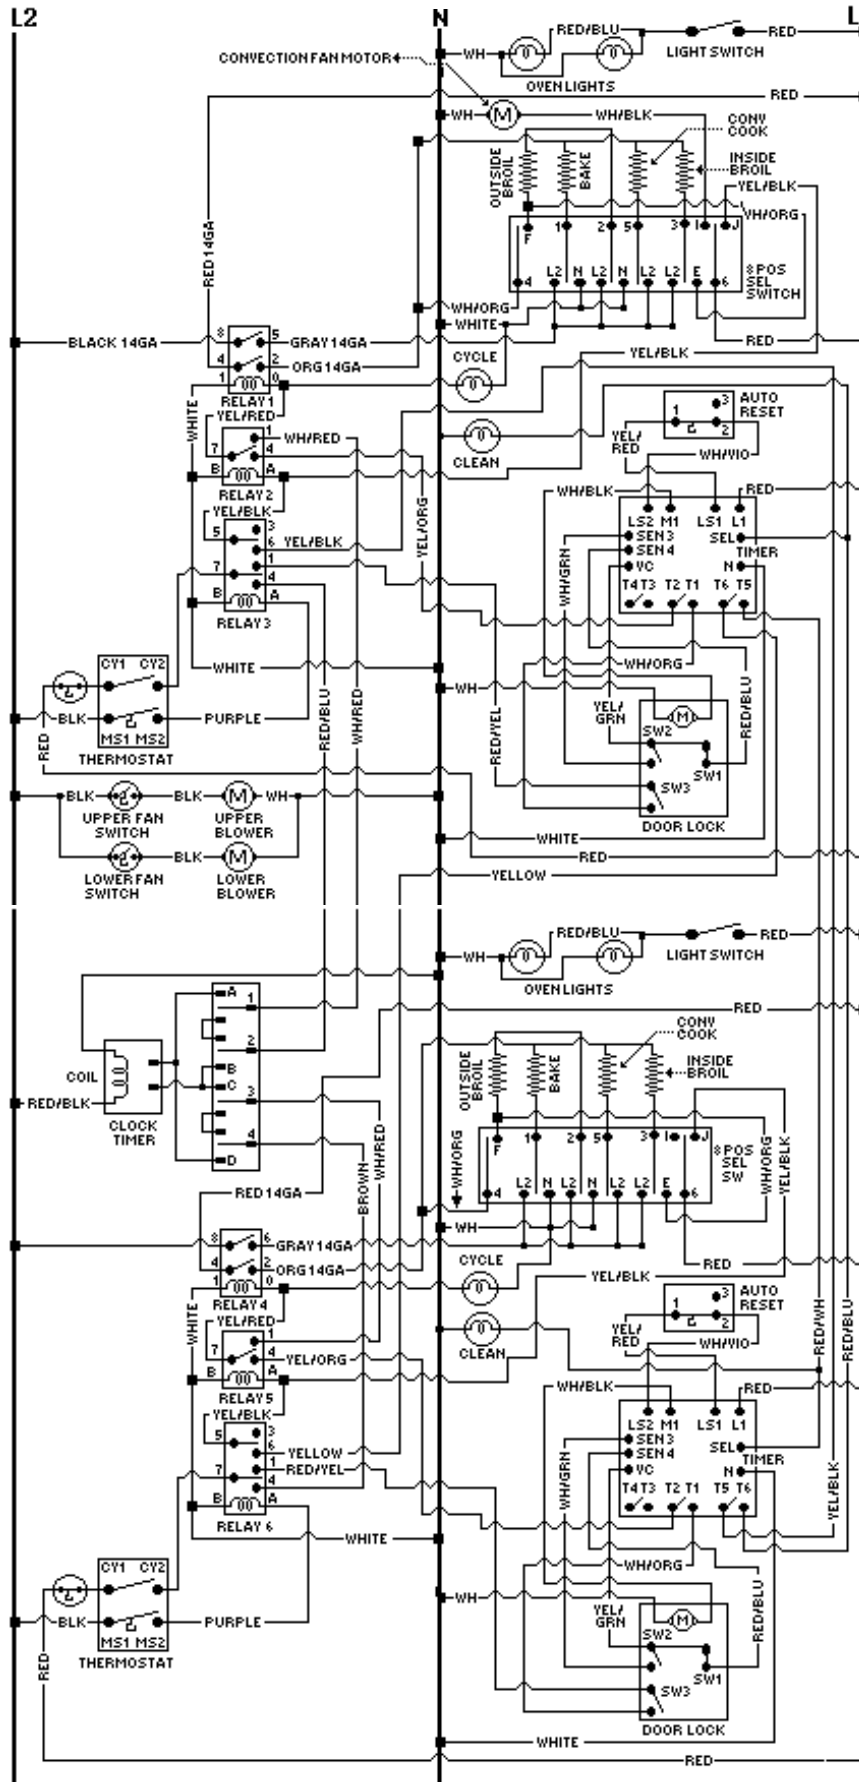 L2
N
L
RED/BLU
RED
WH
LIGHT SWITCH
CONVECTION FAN MOTOR
OVEN LIGHTS
RED
WH
M
WH/BLK
CONV
COOK
OUTSIDE
BROIL
BAKE
INSIDE
BROIL
YEL/BLK
WH/ORG
RED 14GA
F
1
2
5
3
I
J
4
L2
N
L2
N
L2
L2
E
6
8 POS
SEL
SWITCH
WH/ORG
WHITE
RED
BLACK 14GA
8
5
GRAY 14GA
4
2
ORG 14GA
1
0
RELAY 1
CYCLE
YEL/BLK
WHITE
YEL/RED
1
WH/RED
7
4
B
A
RELAY 2
CLEAN
3
AUTO
RESET
1
2
YEL/
RED
WH/VIO
YEL/BLK
YEL/ORG
WH/BLK
RED
LS2
M1
LS1
L1
SEN 3
SEL
TIMER
SEN 4
VC
N
T4
T3
T2
T1
T6
T5
3
5
6
YEL/BLK
1
7
4
B
A
RELAY 3
WH/GRN
WHITE
WH/ORG
CY1
CY2
WH
YEL/
GRN
M
RED/BLU
BLK
PURPLE
MS1
MS2
THERMOSTAT
RED
RED/BLU
WH/RED
RED/YEL
SW2
SW1
SW3
DOOR LOCK
BLK
BLK
M
WH
UPPER FAN
SWITCH
UPPER
BLOWER
WHITE
BLK
M
RED
LOWER FAN
SWITCH
LOWER
BLOWER
YELLOW
RED/BLU
RED
WH
LIGHT SWITCH
OVEN LIGHTS
A
1
RED
2
COIL
B
C
3
RED/BLK
CLOCK
TIMER
4
D
CONV
COOK
OUTSIDE
BROIL
BAKE
INSIDE
BROIL
WH/RED
BROWN
WH/ORG
F
1
2
5
3
I
J
4
L2
N
L2
N
L2
L2
E
6
8 POS
SEL
SW
WH/ORG
YEL/BLK
RED 14GA
WH
8
6
GRAY 14GA
4
2
ORG 14GA
1
0
RELAY 4
CYCLE
RED
YEL/BLK
WHITE
YEL/RED
1
7
4
YEL/ORG
B
A
RELAY 5
CLEAN
3
AUTO
RESET
1
2
YEL/
RED
WH/VIO
RED/WH
RED/BLU
YEL/BLK
WH/BLK
RED
LS2
M1
LS1
L1
SEN 3
SEL
TIMER
SEN 4
VC
N
T4
T3
T2
T1
T5
T6
YEL/BLK
3
5
6
YELLOW
1
RED/YEL
7
4
B
A
RELAY 6
WH/GRN
WHITE
WH/ORG
CY1
CY2
WH
YEL/
GRN
M
RED/BLU
BLK
PURPLE
MS1
MS2
THERMOSTAT
RED
SW2
SW1
SW3
DOOR LOCK
WHITE
RED